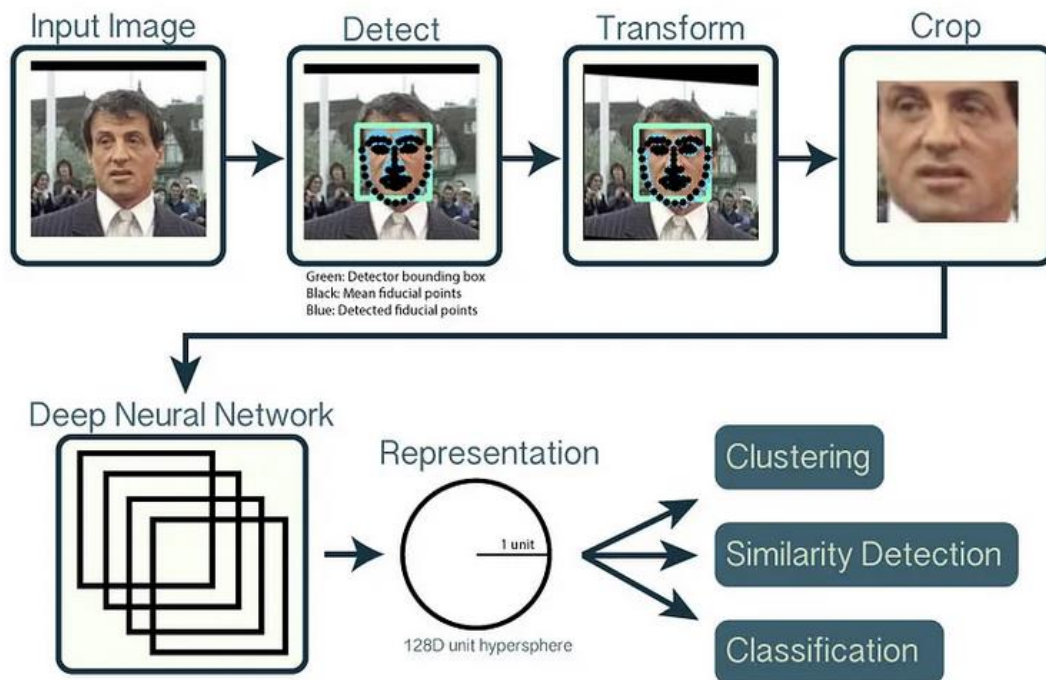 Input Image
Detect
Transform
Crop
Green: Detector bounding box
Black: Mean fiducial points
Blue: Detected fiducial points
Deep Neural Network
Representation
1 unit
128D unit hypersphere
Clustering
Similarity Detection
Classification